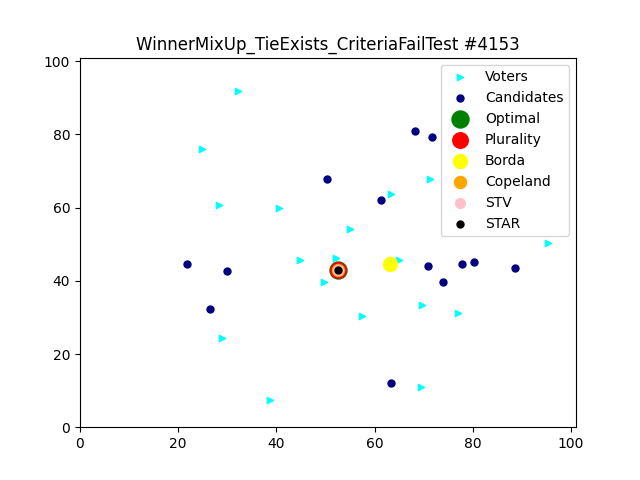 WinnerMixUp_TieExists_CriteriaFailTest #4153
Voters
Candidates
Optimal
Plurality
Borda
Copeland
STV
STAR
100
80
60
40
20
0
0 20 40 60 80 100